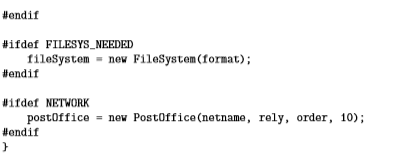 #endif
#ifdef FILESYS_NEEDED
fileSystem = new FileSystem(format);
#endif
#ifdef NETWORK
postOffice = new PostOffice(netname, rely, order, 10);
#endif
}